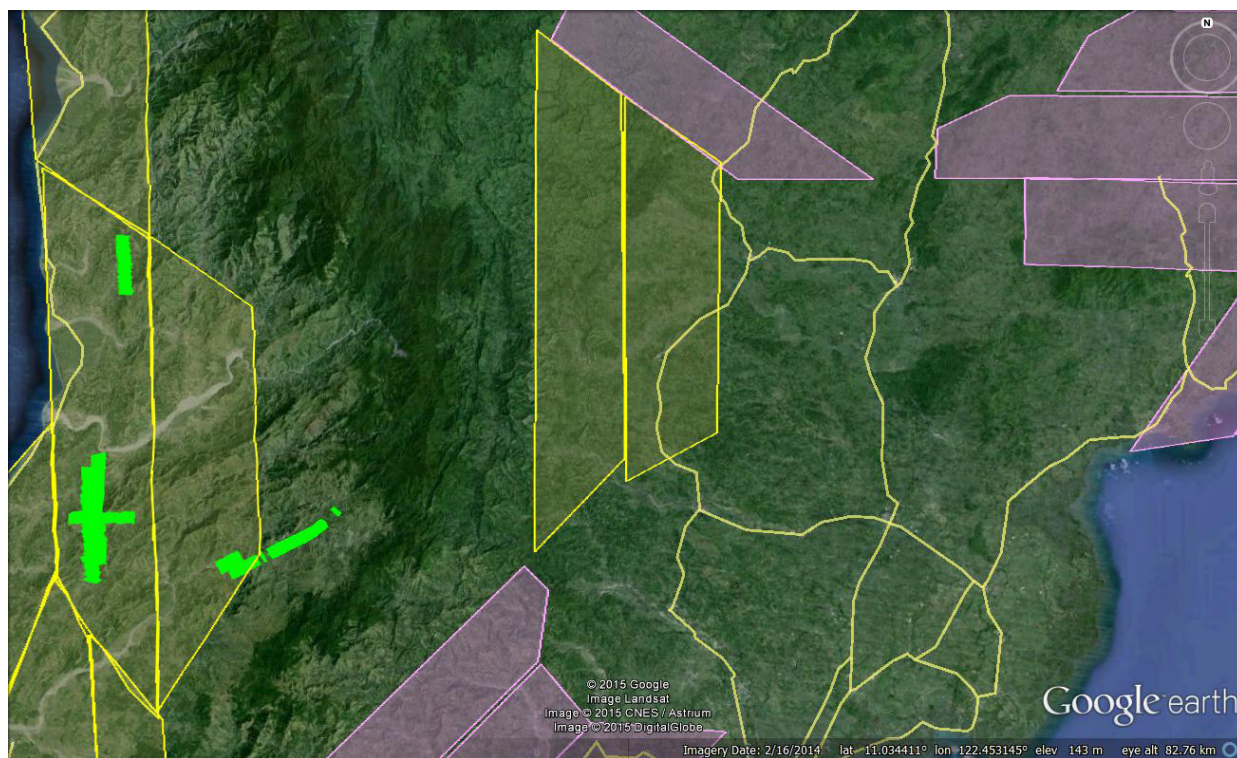 N
© 2015 Google
Image Landsat
Image © 2015 CNES / Astrium
Image © 2015 DigitalGlobe
Google earth
Imagery Date: 2/16/2014 lat 11.034411° lon 122.453145° elev 143 m eye alt 82.76 km